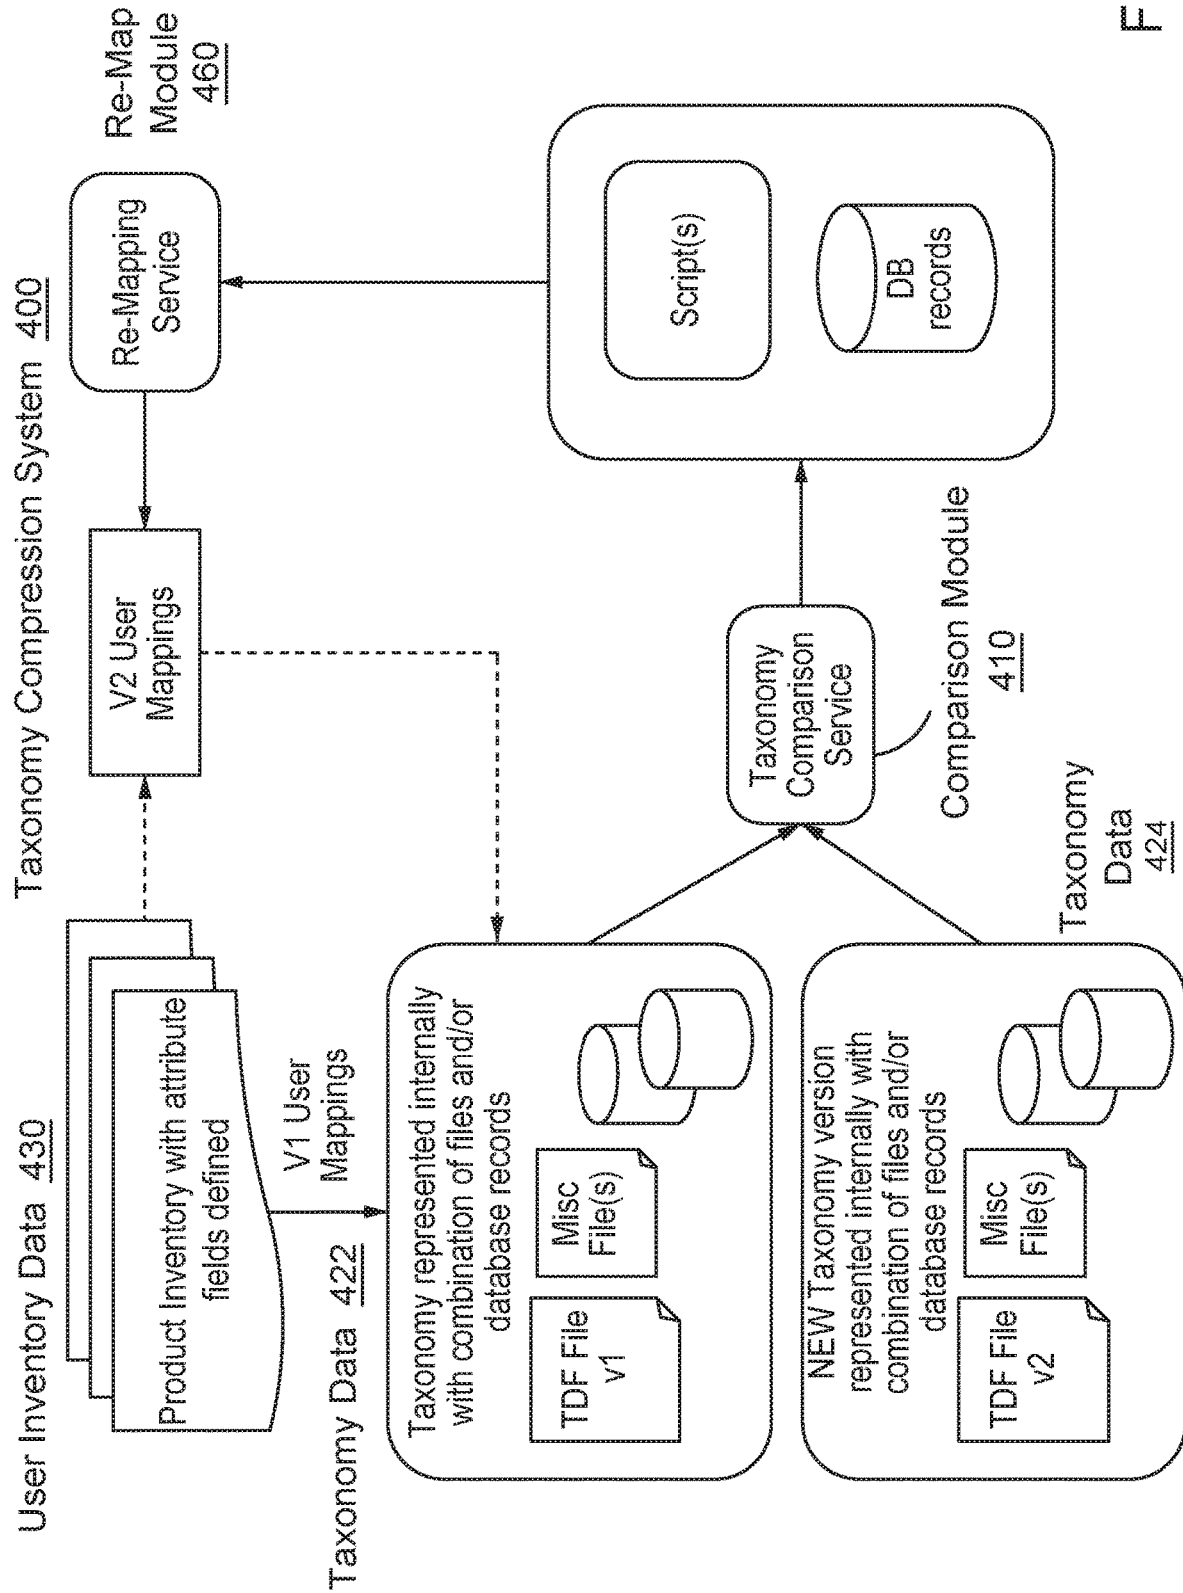 Taxonomy Compression System 400
User Inventory Data 430
Product Inventory with attribute
fields defined
V2 User
Mappings
Re-Mapping
Service
Re-Map
Module
460
V1 User
Mappings
Taxonomy Data 422
Taxonomy represented internally
with combination of files and/or
database records
TDF File
v1
Misc
File(s)
Taxonomy
Comparison
Service
Comparison Module
410
Script(s)
DB
records
Taxonomy
Data
424
NEW Taxonomy version
represented internally with
combination of files and/or
database records
TDF File
v2
Misc
File(s)
F